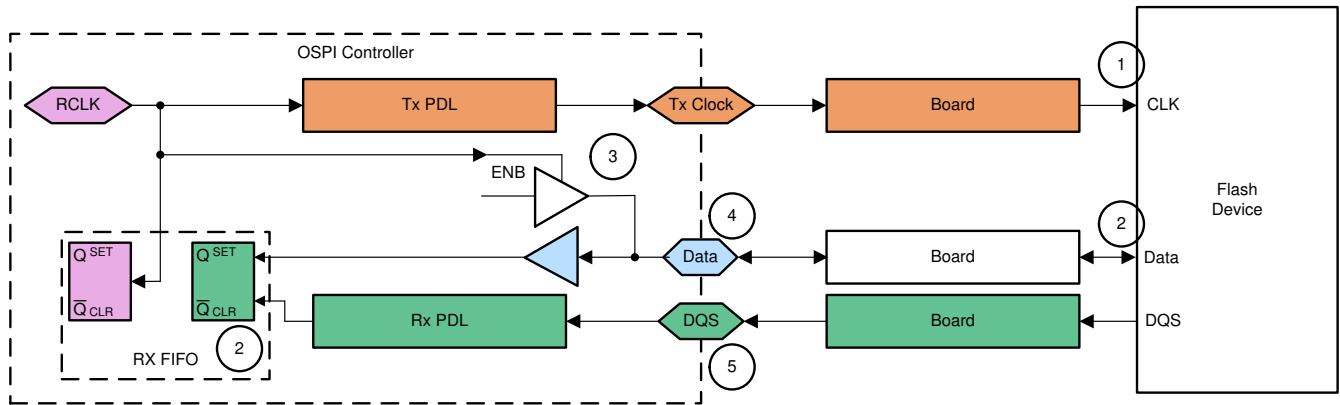 OSPI Controller
1
RCLK
Tx PDL
Tx Clock
Board
CLK
3
ENB
Flash
Device
4
2
Q SET
Q SET
Data
Board
Data
Q̅ CLR
Q̅ CLR
Rx PDL
DQS
Board
DQS
RX FIFO
2
5